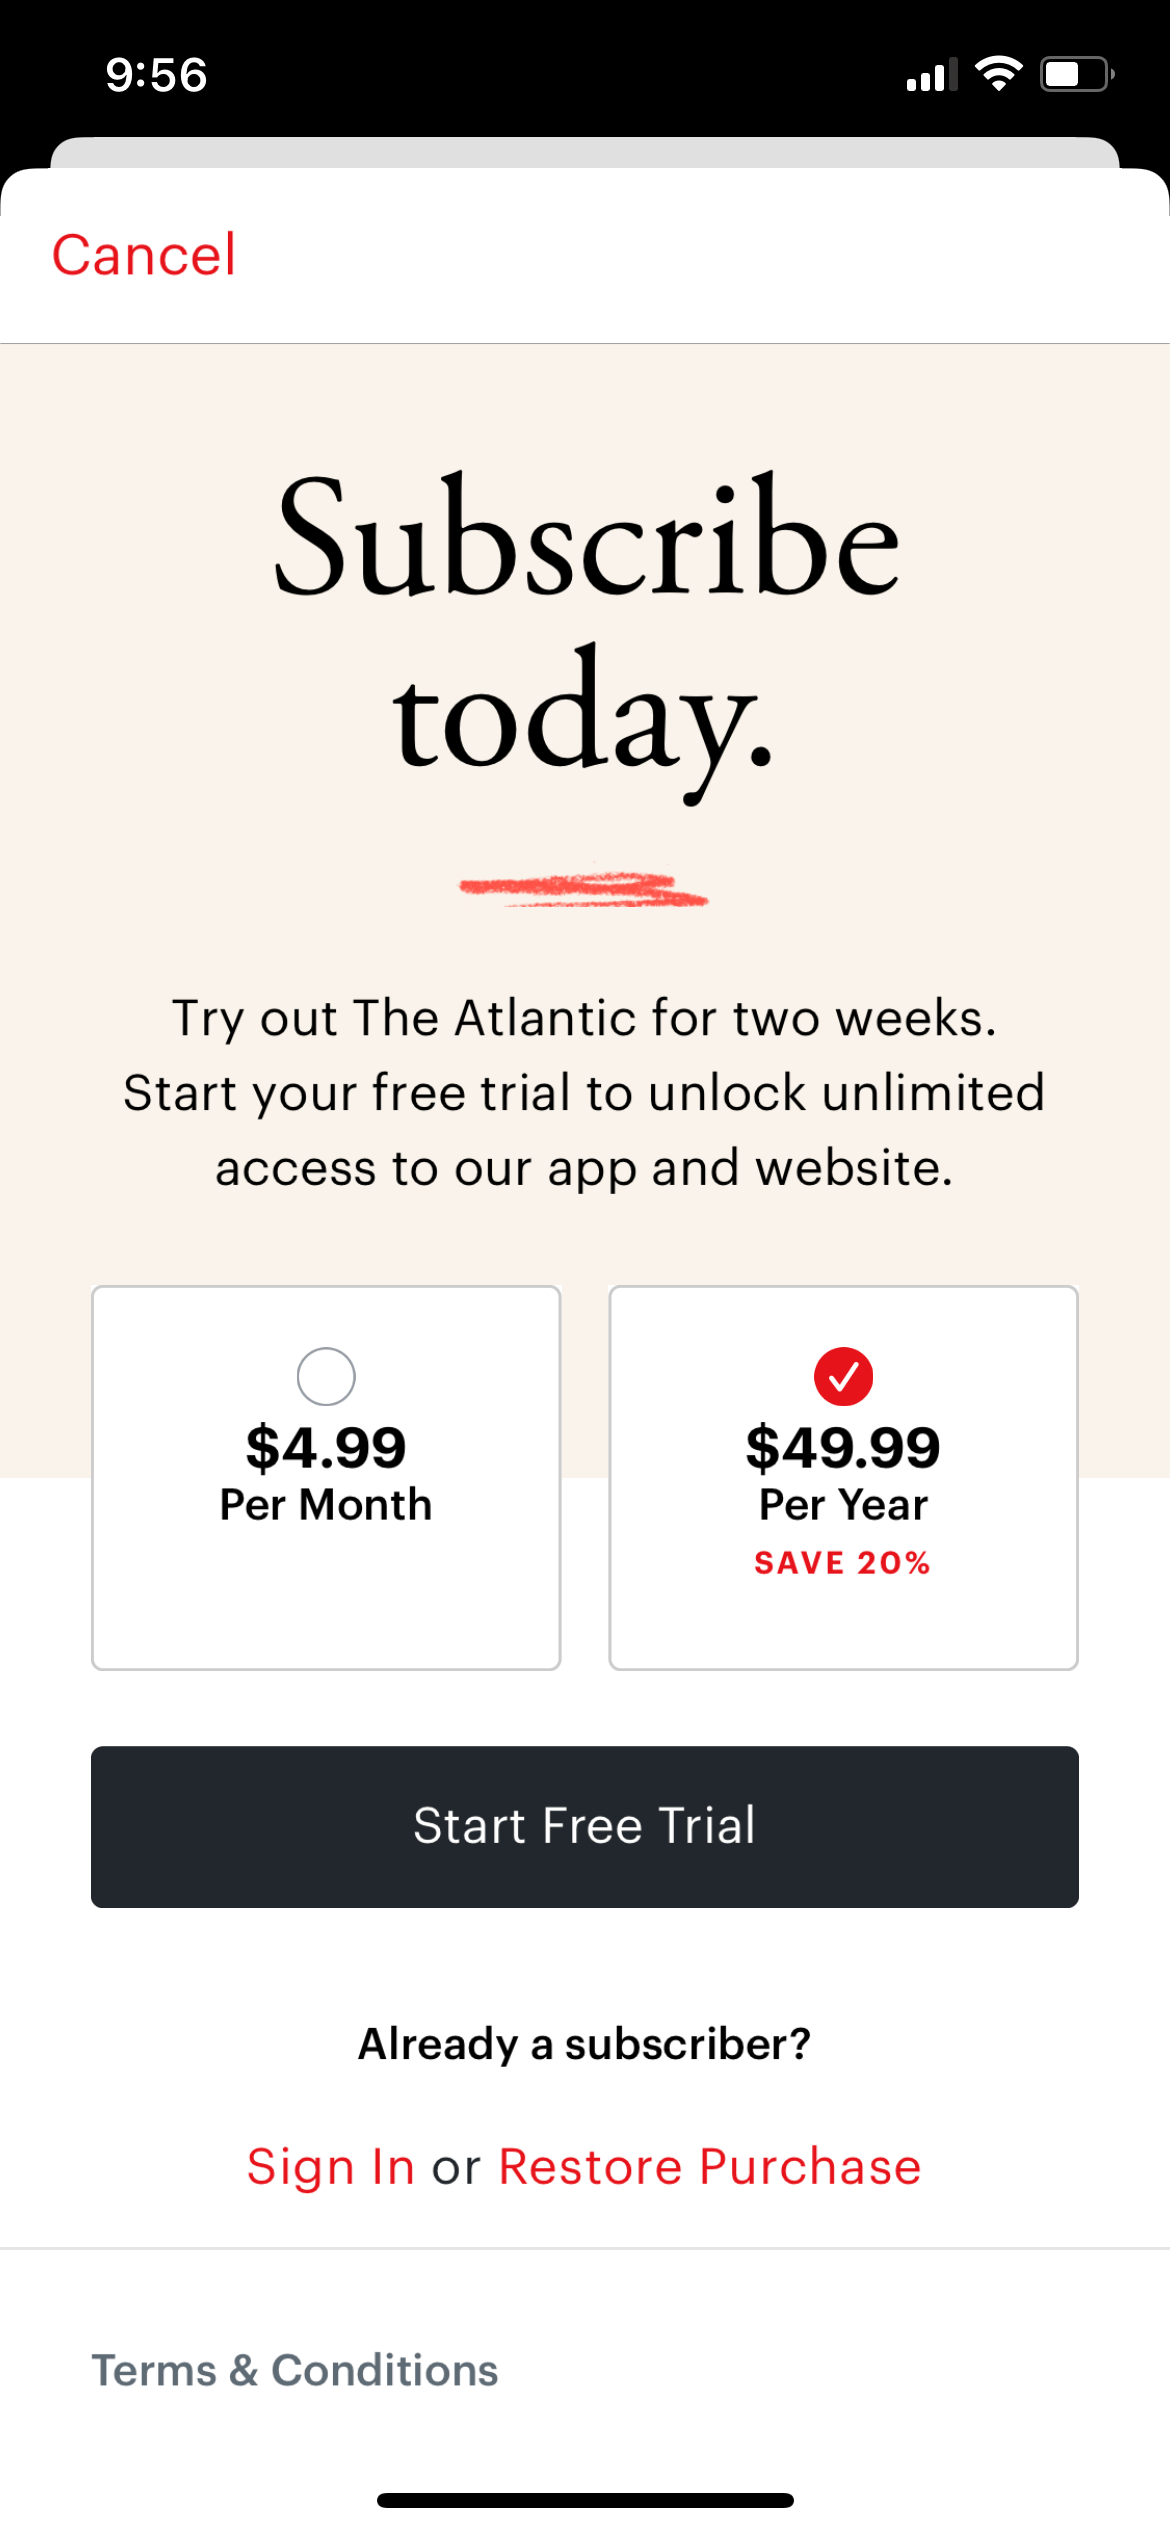 9:56
Cancel
Subscribe
today.
Try out The Atlantic for two weeks.
Start your free trial to unlock unlimited
access to our app and website.
$4.99
Per Month
$49.99
Per Year
SAVE 20%
Start Free Trial
Already a subscriber?
Sign In or Restore Purchase
Terms & Conditions